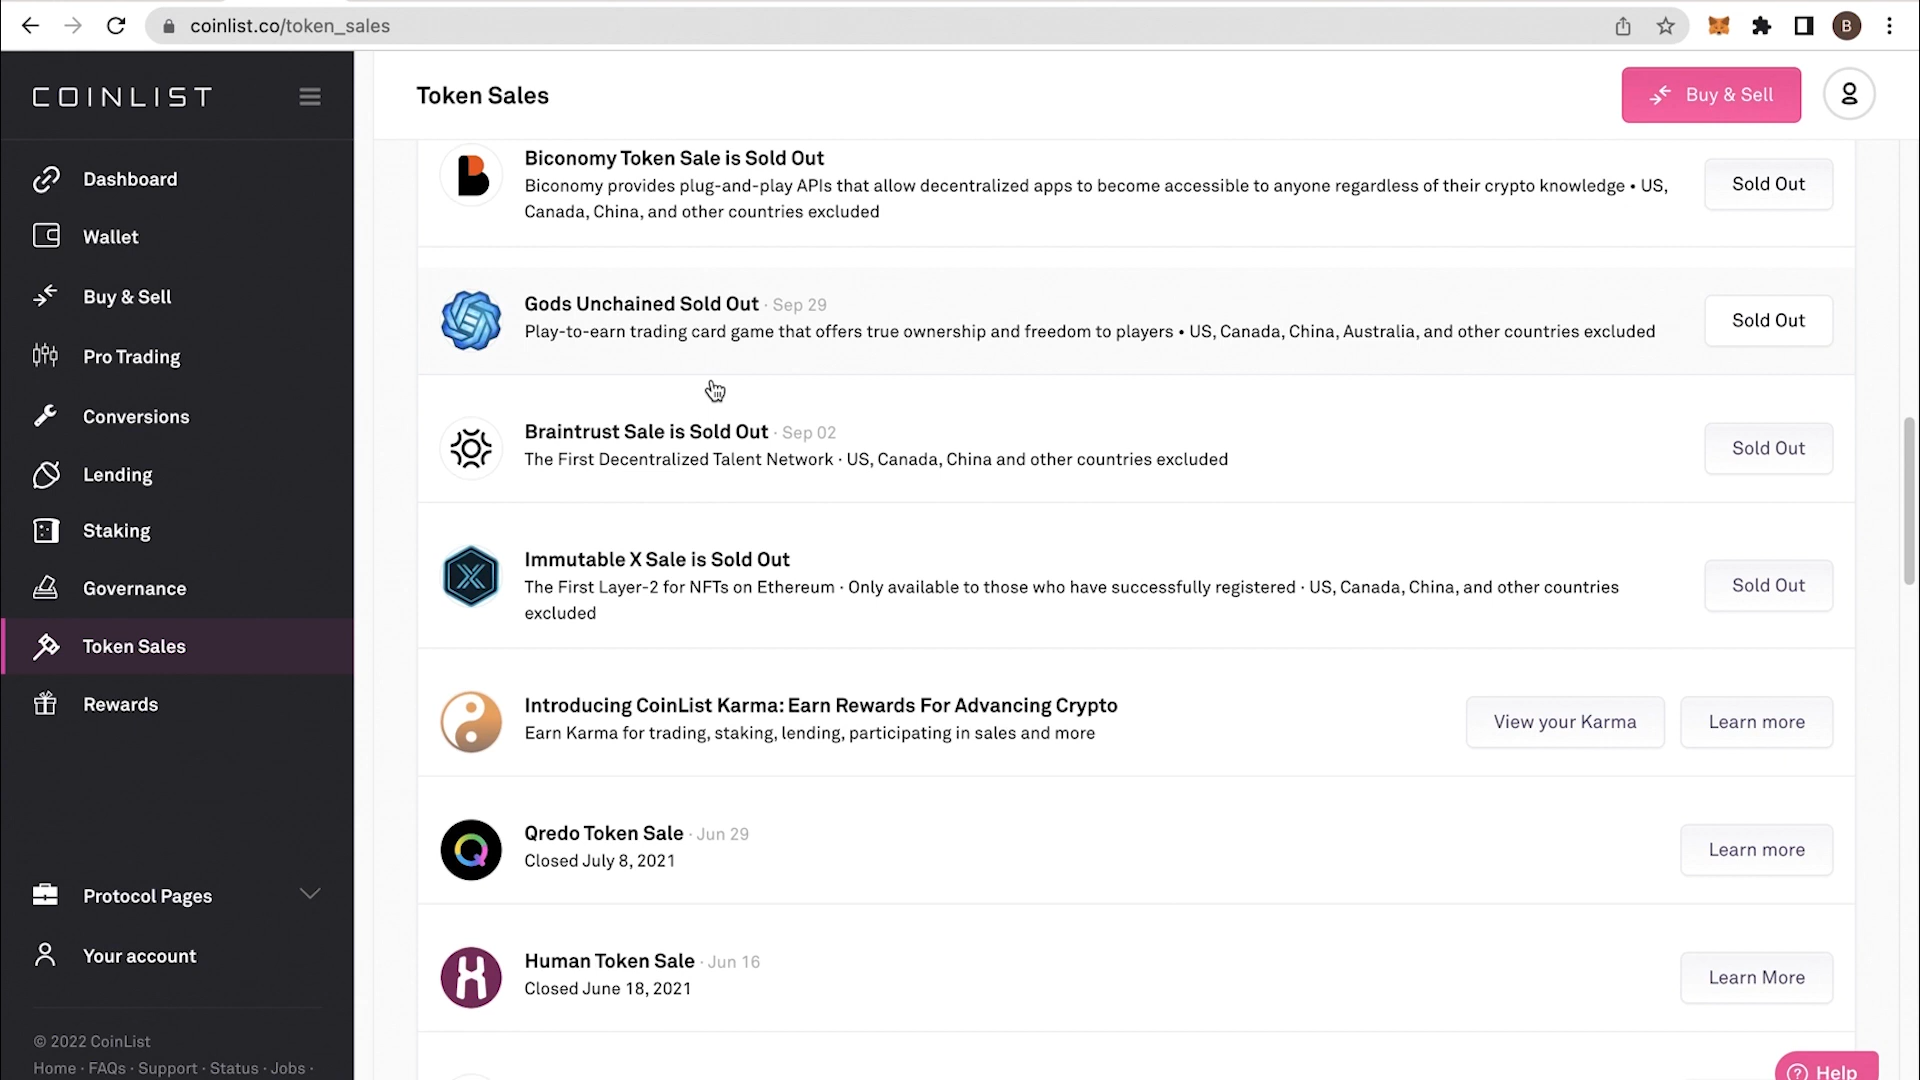 coinlist.co/token_sales
B
COINLIST
Token Sales
Buy & Sell
Dashboard
Wallet
Buy & Sell
Pro Trading
Conversions
Lending
Staking
Governance
Token Sales
Rewards
Protocol Pages
Your account
© 2022 CoinList
Home · FAQs · Support · Status · Jobs ·
Biconomy Token Sale is Sold Out
Biconomy provides plug-and-play APIs that allow decentralized apps to become accessible to anyone regardless of their crypto knowledge • US,
Canada, China, and other countries excluded
Sold Out
Gods Unchained Sold Out · Sep 29
Play-to-earn trading card game that offers true ownership and freedom to players • US, Canada, China, Australia, and other countries excluded
Sold Out
Braintrust Sale is Sold Out · Sep 02
The First Decentralized Talent Network · US, Canada, China and other countries excluded
Sold Out
Immutable X Sale is Sold Out
The First Layer-2 for NFTs on Ethereum · Only available to those who have successfully registered · US, Canada, China, and other countries
excluded
Sold Out
Introducing CoinList Karma: Earn Rewards For Advancing Crypto
Earn Karma for trading, staking, lending, participating in sales and more
View your Karma
Learn more
Qredo Token Sale · Jun 29
Closed July 8, 2021
Learn more
Human Token Sale · Jun 16
Closed June 18, 2021
Learn More
Help